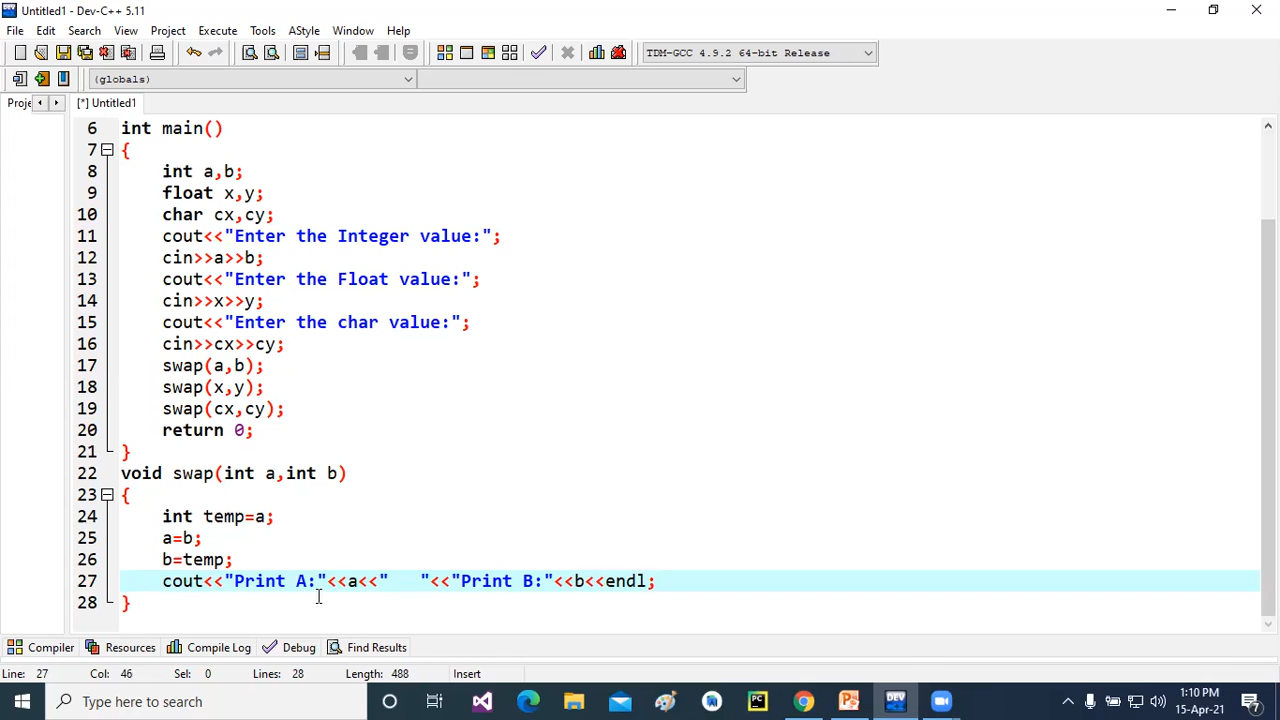 Untitled1 - Dev-C++ 5.11
File Edit Search View Project Execute Tools AStyle Window Help
TDM-GCC 4.9.2 64-bit Release
(globals)
Proje [*] Untitled1
6 int main()
7 {
8 int a,b;
9 float x,y;
10 char cx,cy;
11 cout<<"Enter the Integer value:";
12 cin>>a>>b;
13 cout<<"Enter the Float value:";
14 cin>>x>>y;
15 cout<<"Enter the char value:";
16 cin>>cx>>cy;
17 swap(a,b);
18 swap(x,y);
19 swap(cx,cy);
20 return 0;
21 }
22 void swap(int a,int b)
23 {
24 int temp=a;
25 a=b;
26 b=temp;
27 cout<<"Print A:"<<a<<"   "<<"Print B:"<<b<<endl;
28 }
Compiler Resources Compile Log Debug Find Results
Line: 27 Col: 46 Sel: 0 Lines: 28 Length: 488 Insert
Type here to search
DEV
PC
1:10 PM
15-Apr-21
7